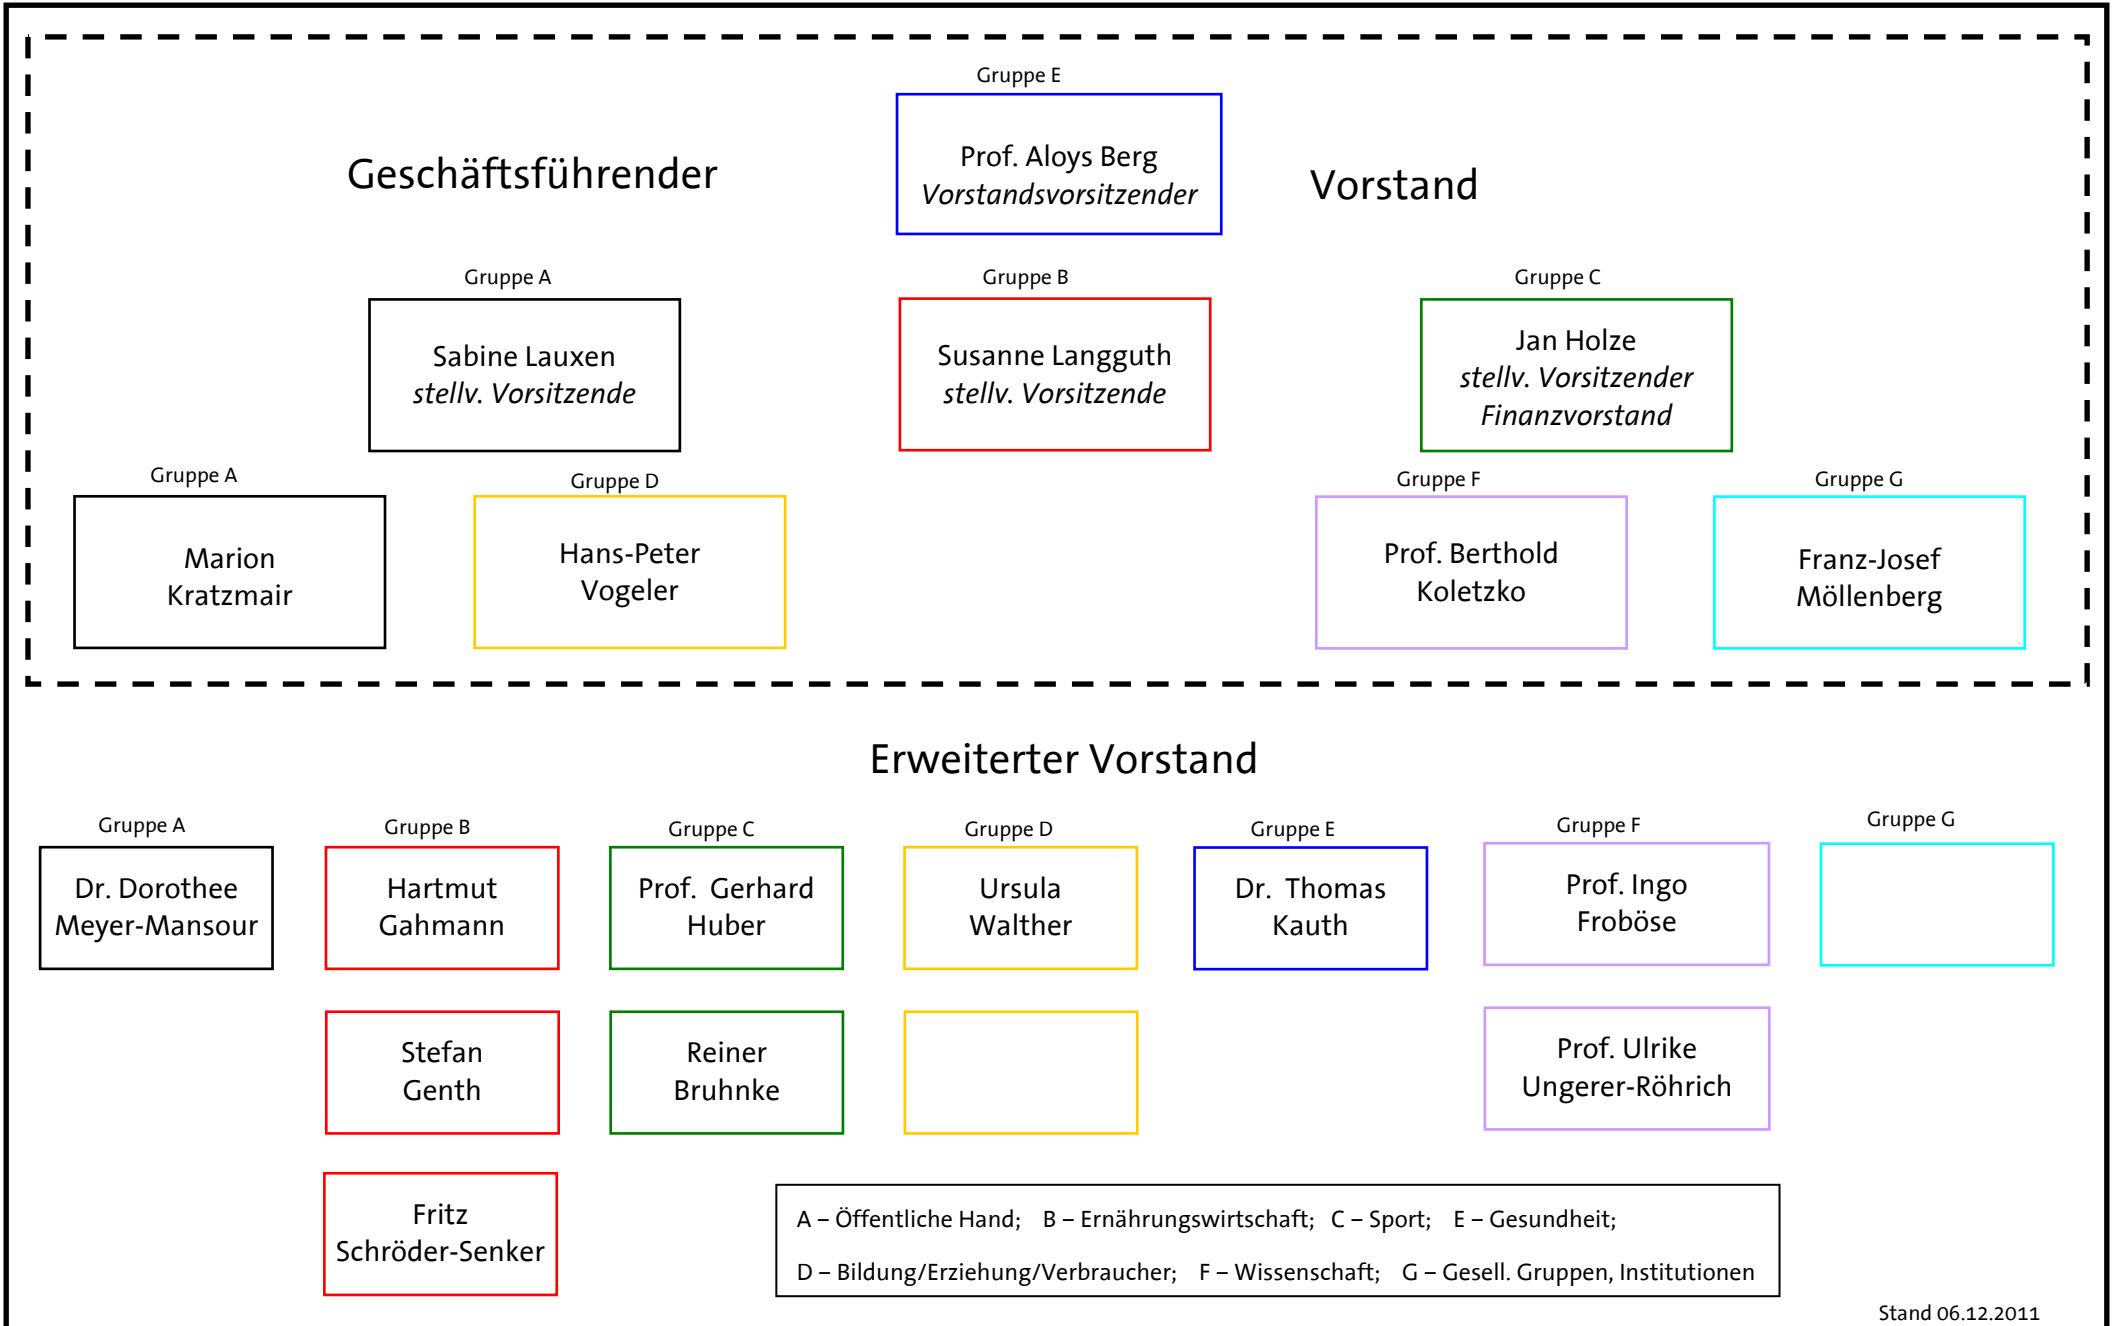 Gruppe E
Prof. Aloys Berg
Vorstandsvorsitzender
Geschäftsführender
Vorstand
Gruppe A
Sabine Lauxen
stellv. Vorsitzende
Gruppe B
Susanne Langguth
stellv. Vorsitzende
Gruppe C
Jan Holze
stellv. Vorsitzender
Finanzvorstand
Gruppe A
Marion
Kratzmair
Gruppe D
Hans-Peter
Vogeler
Gruppe F
Prof. Berthold
Koletzko
Gruppe G
Franz-Josef
Möllenberg
Erweiterter Vorstand
Gruppe A
Dr. Dorothee
Meyer-Mansour
Gruppe B
Hartmut
Gahmann
Stefan
Genth
Fritz
Schröder-Senker
Gruppe C
Prof. Gerhard
Huber
Reiner
Bruhnke
Gruppe D
Ursula
Walther
Gruppe E
Dr. Thomas
Kauth
Gruppe F
Prof. Ingo
Froböse
Prof. Ulrike
Ungerer-Röhrich
Gruppe G
A – Öffentliche Hand; B – Ernährungswirtschaft; C – Sport; E – Gesundheit;
D – Bildung/Erziehung/Verbraucher; F – Wissenschaft; G – Gesell. Gruppen, Institutionen
Stand 06.12.2011